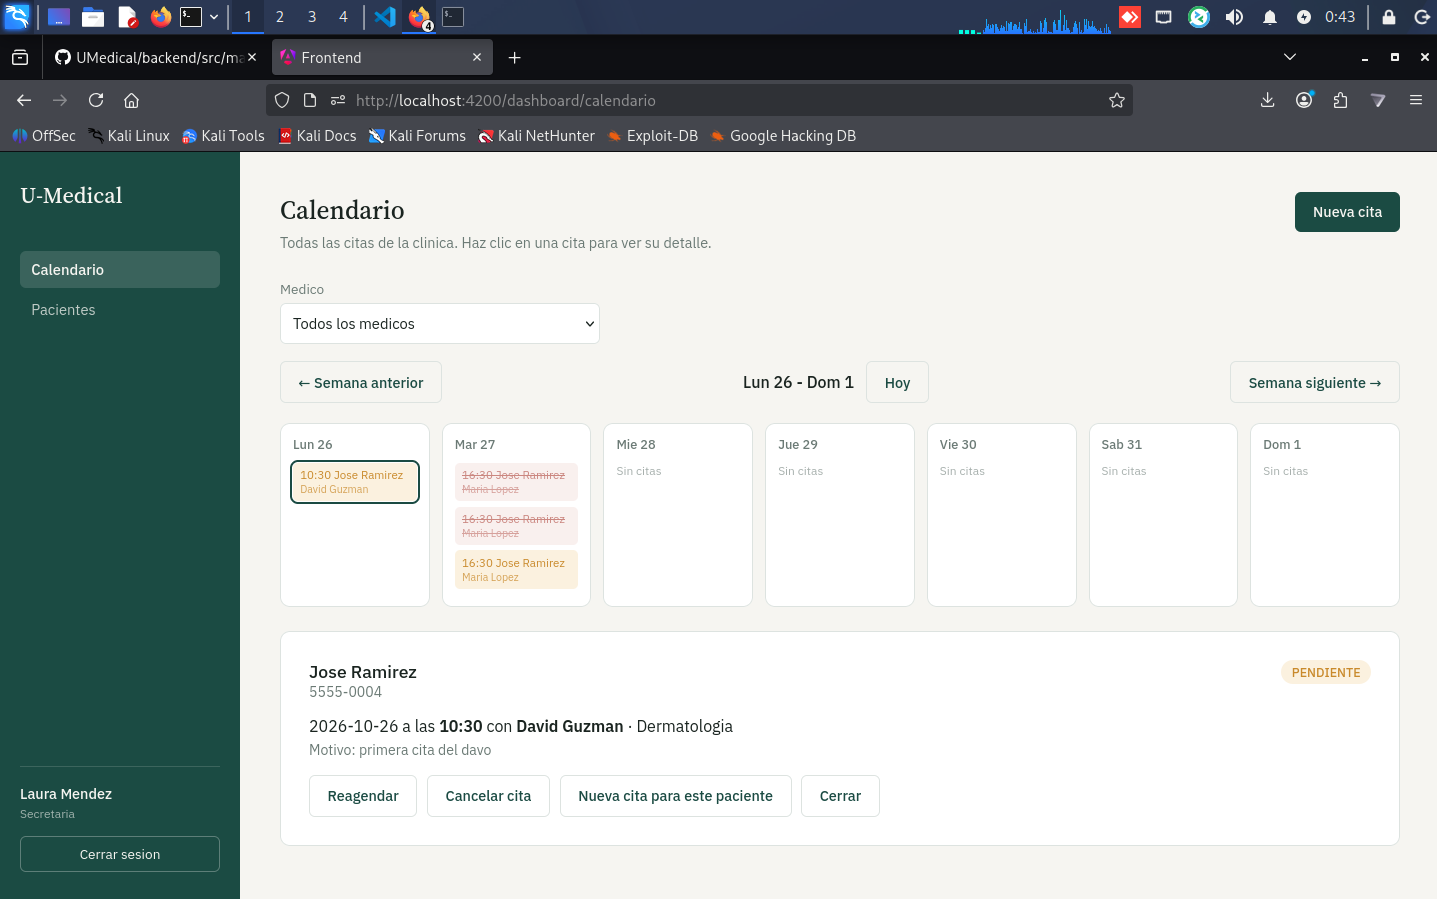 1
2
3
4
4
0:43
UMedical/backend/src/ma
Frontend
http://localhost:4200/dashboard/calendario
OffSec
Kali Linux
Kali Tools
Kali Docs
Kali Forums
Kali NetHunter
Exploit-DB
Google Hacking DB
U-Medical
Calendario
Pacientes
Laura Mendez
Secretaria
Cerrar sesion
Calendario
Todas las citas de la clinica. Haz clic en una cita para ver su detalle.
Nueva cita
Medico
Todos los medicos
← Semana anterior
Lun 26 - Dom 1
Hoy
Semana siguiente →
Lun 26
10:30 Jose Ramirez
David Guzman
Mar 27
16:30 Jose Ramirez
Maria Lopez
16:30 Jose Ramirez
Maria Lopez
16:30 Jose Ramirez
Maria Lopez
Mie 28
Sin citas
Jue 29
Sin citas
Vie 30
Sin citas
Sab 31
Sin citas
Dom 1
Sin citas
Jose Ramirez
PENDIENTE
5555-0004
2026-10-26 a las 10:30 con David Guzman · Dermatologia
Motivo: primera cita del davo
Reagendar
Cancelar cita
Nueva cita para este paciente
Cerrar